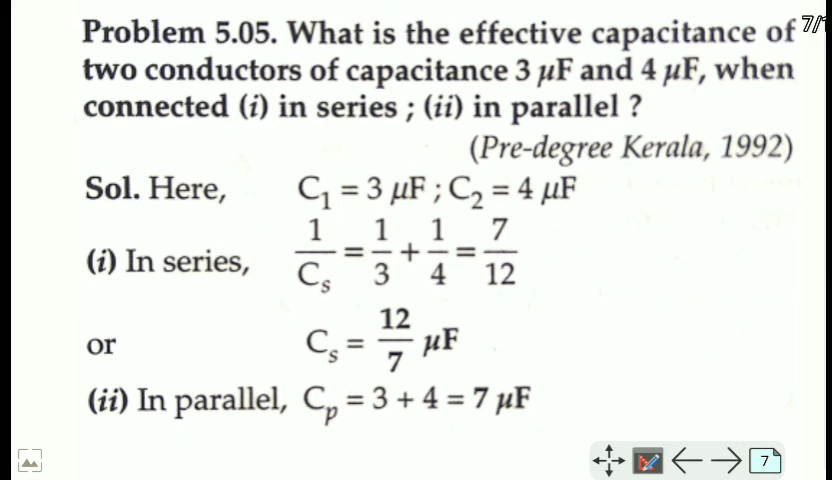 Problem 5.05. What is the effective capacitance of
two conductors of capacitance 3 μF and 4 μF, when
connected (i) in series ; (ii) in parallel ?
(Pre-degree Kerala, 1992)
Sol. Here, C₁ = 3 μF ; C₂ = 4 μF
(i) In series, 1/Cₛ = 1/3 + 1/4 = 7/12
or Cₛ = 12/7 μF
(ii) In parallel, Cₚ = 3 + 4 = 7 μF
7